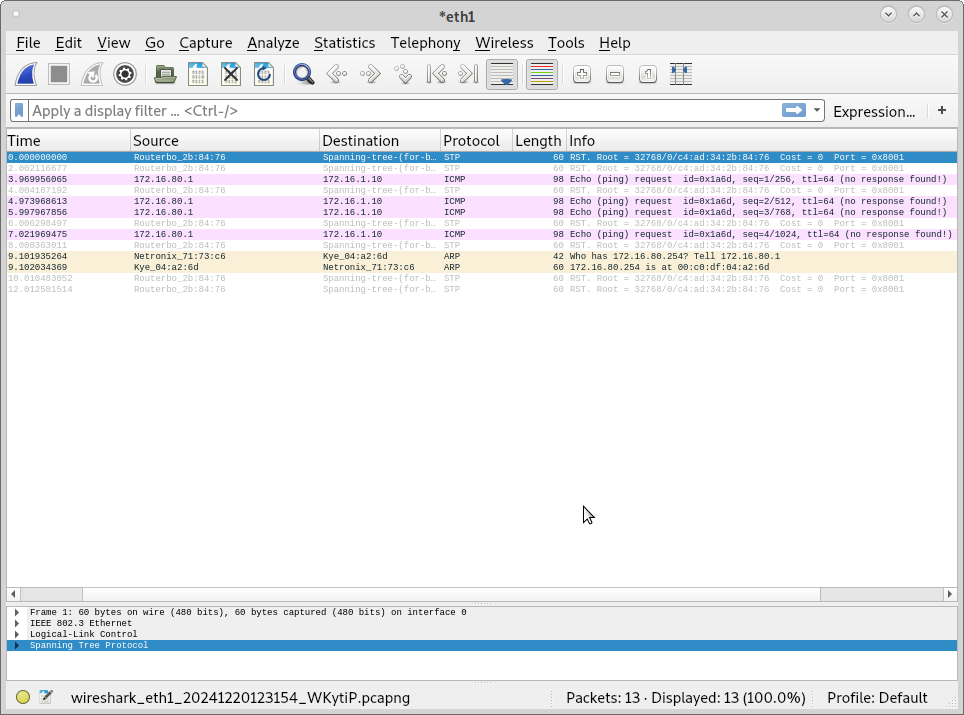 *eth1
File Edit View Go Capture Analyze Statistics Telephony Wireless Tools Help
Apply a display filter ... <Ctrl-/> Expression... +
Time Source Destination Protocol Length Info
0.000000000 Routerbo_2b:84:76 Spanning-tree-(for-b… STP 60 RST. Root = 32768/0/c4:ad:34:2b:84:76 Cost = 0 Port = 0x8001
2.002116677 Routerbo_2b:84:76 Spanning-tree-(for-b… STP 60 RST. Root = 32768/0/c4:ad:34:2b:84:76 Cost = 0 Port = 0x8001
3.969956065 172.16.80.1 172.16.1.10 ICMP 98 Echo (ping) request id=0x1a6d, seq=1/256, ttl=64 (no response found!)
4.004187192 Routerbo_2b:84:76 Spanning-tree-(for-b… STP 60 RST. Root = 32768/0/c4:ad:34:2b:84:76 Cost = 0 Port = 0x8001
4.973968613 172.16.80.1 172.16.1.10 ICMP 98 Echo (ping) request id=0x1a6d, seq=2/512, ttl=64 (no response found!)
5.997967856 172.16.80.1 172.16.1.10 ICMP 98 Echo (ping) request id=0x1a6d, seq=3/768, ttl=64 (no response found!)
6.006298497 Routerbo_2b:84:76 Spanning-tree-(for-b… STP 60 RST. Root = 32768/0/c4:ad:34:2b:84:76 Cost = 0 Port = 0x8001
7.021969475 172.16.80.1 172.16.1.10 ICMP 98 Echo (ping) request id=0x1a6d, seq=4/1024, ttl=64 (no response found!)
8.008363011 Routerbo_2b:84:76 Spanning-tree-(for-b… STP 60 RST. Root = 32768/0/c4:ad:34:2b:84:76 Cost = 0 Port = 0x8001
9.101935264 Netronix_71:73:c6 Kye_04:a2:6d ARP 42 Who has 172.16.80.254? Tell 172.16.80.1
9.102034369 Kye_04:a2:6d Netronix_71:73:c6 ARP 60 172.16.80.254 is at 00:c0:df:04:a2:6d
10.010483052 Routerbo_2b:84:76 Spanning-tree-(for-b… STP 60 RST. Root = 32768/0/c4:ad:34:2b:84:76 Cost = 0 Port = 0x8001
12.012581514 Routerbo_2b:84:76 Spanning-tree-(for-b… STP 60 RST. Root = 32768/0/c4:ad:34:2b:84:76 Cost = 0 Port = 0x8001
Frame 1: 60 bytes on wire (480 bits), 60 bytes captured (480 bits) on interface 0
IEEE 802.3 Ethernet
Logical-Link Control
Spanning Tree Protocol
wireshark_eth1_20241220123154_WKytiP.pcapng Packets: 13 · Displayed: 13 (100.0%) Profile: Default